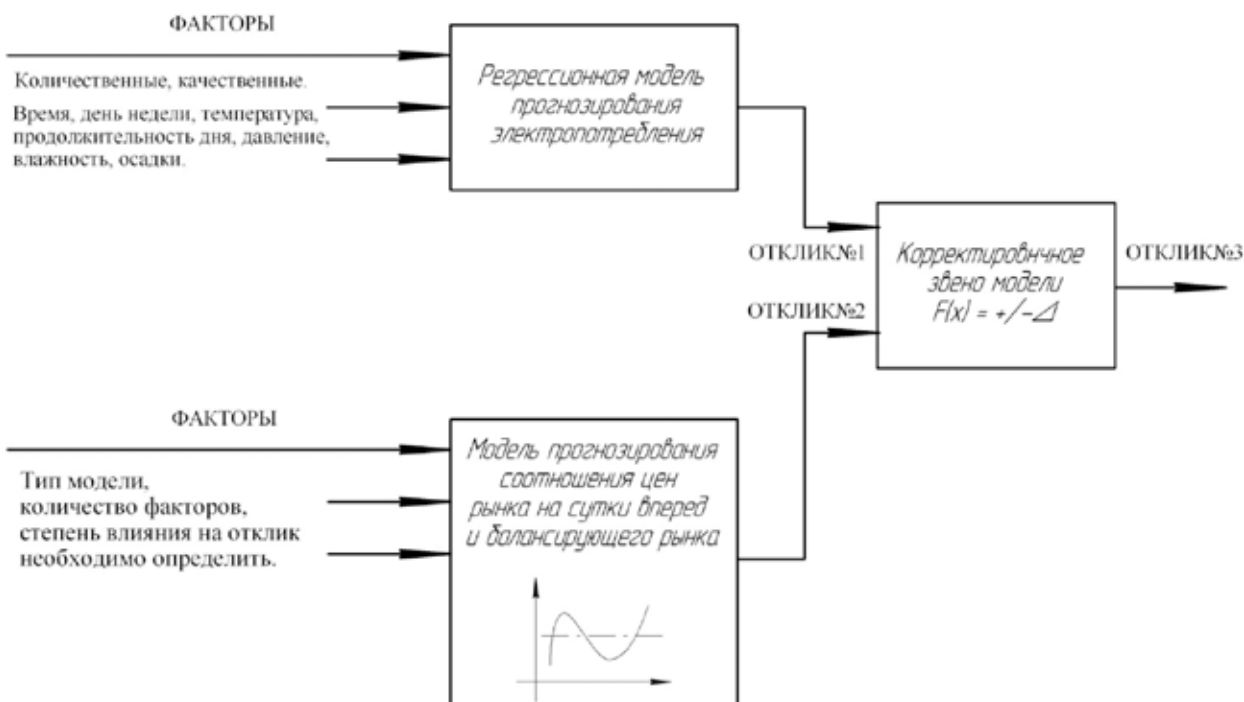 ФАКТОРЫ
Количественные, качественные.
Время, день недели, температура,
продолжительность дня, давление,
влажность, осадки.
Регрессионная модель
прогнозирования
электропотребления
ОТКЛИК№1
ОТКЛИК№2
Корректировнчное
звено модели
F(x) = +/-⊿
ОТКЛИК№3
ФАКТОРЫ
Тип модели,
количество факторов,
степень влияния на отклик
необходимо определить.
Модель прогнозирования
соотношения цен
рынка на сутки вперед
и балансирующего рынка